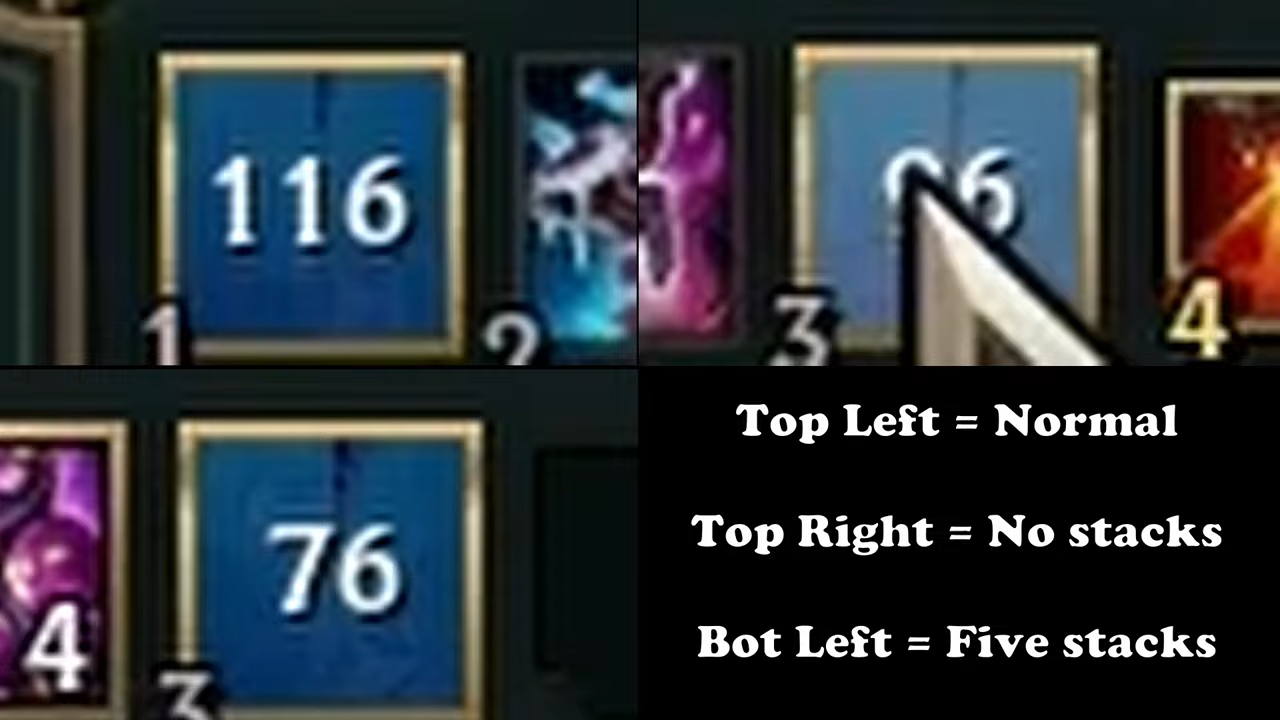 116
1
2
3
4
76
4
3
Top Left = Normal
Top Right = No stacks
Bot Left = Five stacks